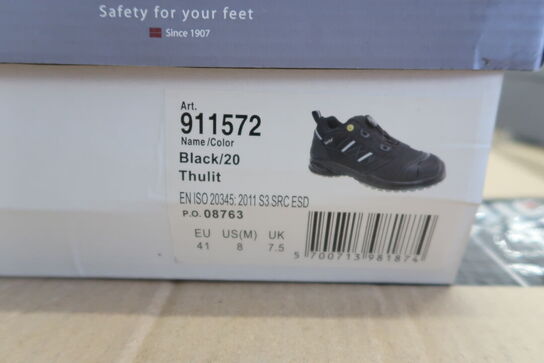 Safety for your feet
Since 1907
Art.
911572
Name/Color
Black/20
Thulit
EN ISO 20345: 2011 S3 SRC ESD
P.O. 08763
EU US(M) UK
41 8 7.5
5 700713 981874